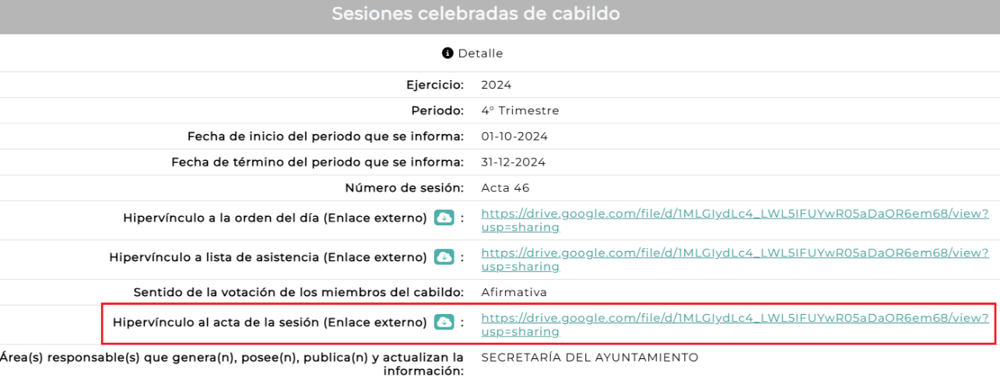 Sesiones celebradas de cabildo
Detalle
Ejercicio: 2024
Periodo: 4° Trimestre
Fecha de inicio del periodo que se informa: 01-10-2024
Fecha de término del periodo que se informa: 31-12-2024
Número de sesión: Acta 46
Hipervínculo a la orden del día (Enlace externo) : https://drive.google.com/file/d/1MLGIydLc4_LWL5IFUYwR05aDaOR6em68/view?
usp=sharing
Hipervínculo a lista de asistencia (Enlace externo) : https://drive.google.com/file/d/1MLGIydLc4_LWL5IFUYwR05aDaOR6em68/view?
usp=sharing
Sentido de la votación de los miembros del cabildo: Afirmativa
Hipervínculo al acta de la sesión (Enlace externo) : https://drive.google.com/file/d/1MLGIydLc4_LWL5IFUYwR05aDaOR6em68/view?
usp=sharing
Área(s) responsable(s) que genera(n), posee(n), publica(n) y actualizan la SECRETARÍA DEL AYUNTAMIENTO
información: